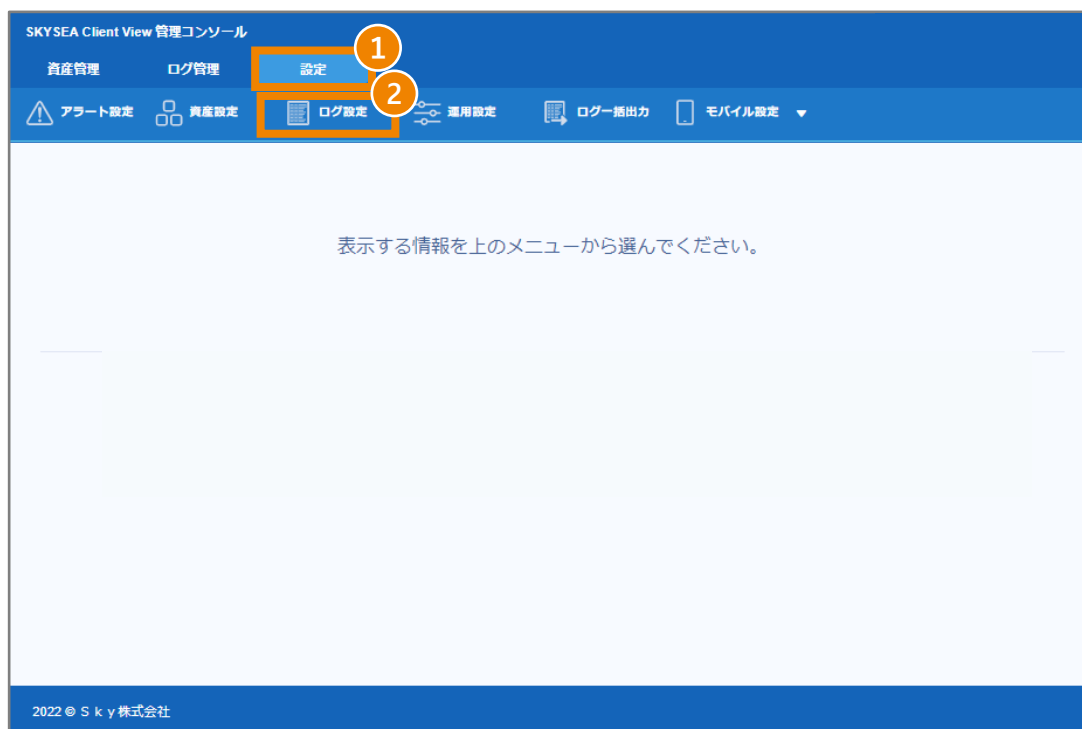 SKYSEA Client View 管理コンソール
1
資産管理 ログ管理 設定
2
アラート設定 資産設定 ログ設定 運用設定 ログ一括出力 モバイル設定 ▼
表示する情報を上のメニューから選んでください。
2022 © Ｓｋｙ株式会社